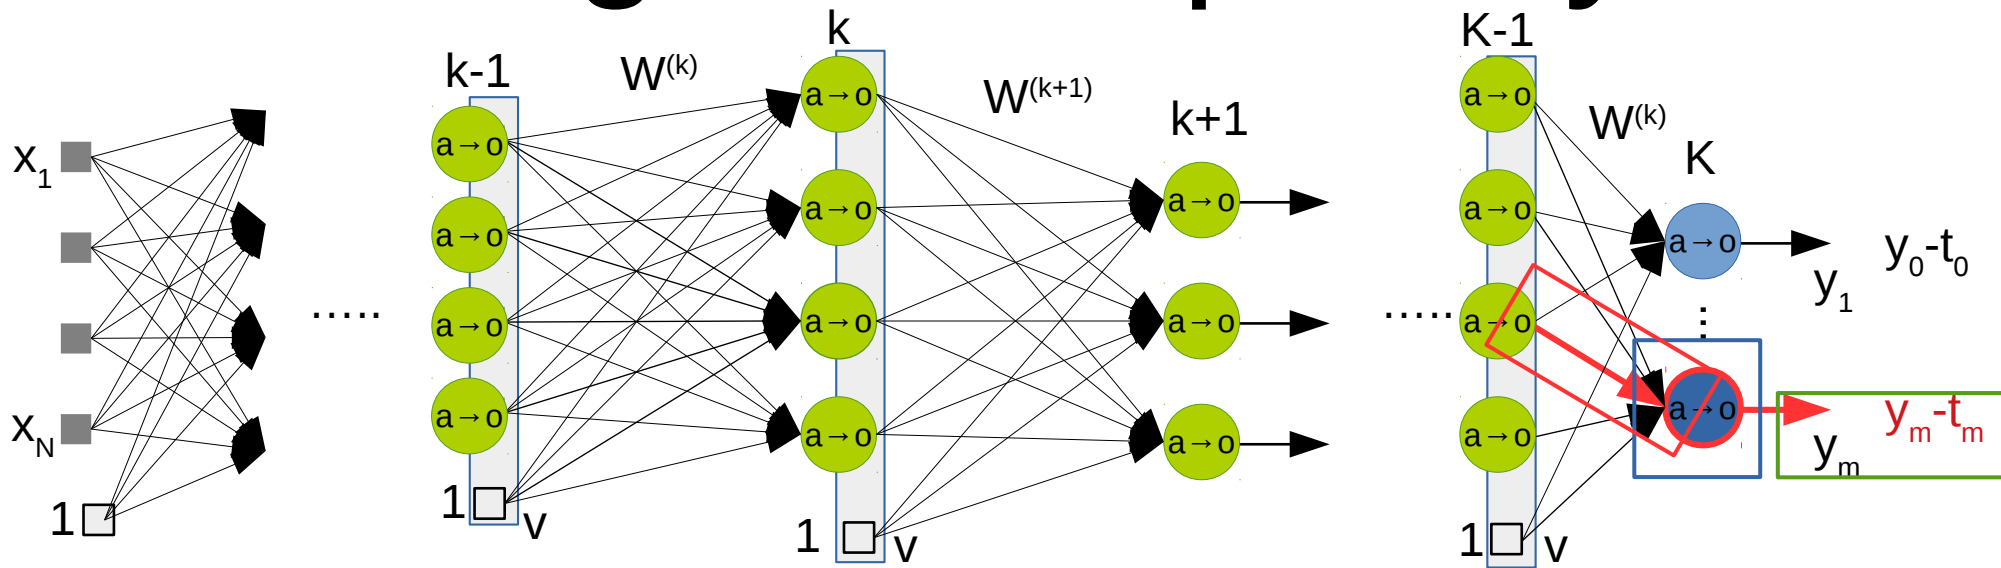 k
K-1
k-1
W(k)
W(k+1)
W(k)
k+1
K
x1
xN
1
.....
a→o
a→o
a→o
a→o
1
v
a→o
a→o
a→o
a→o
1
v
a→o
a→o
a→o
.....
a→o
a→o
a→o
a→o
1
v
a→o
y1
y0-t0
⋮
a→o
ym
ym-tm